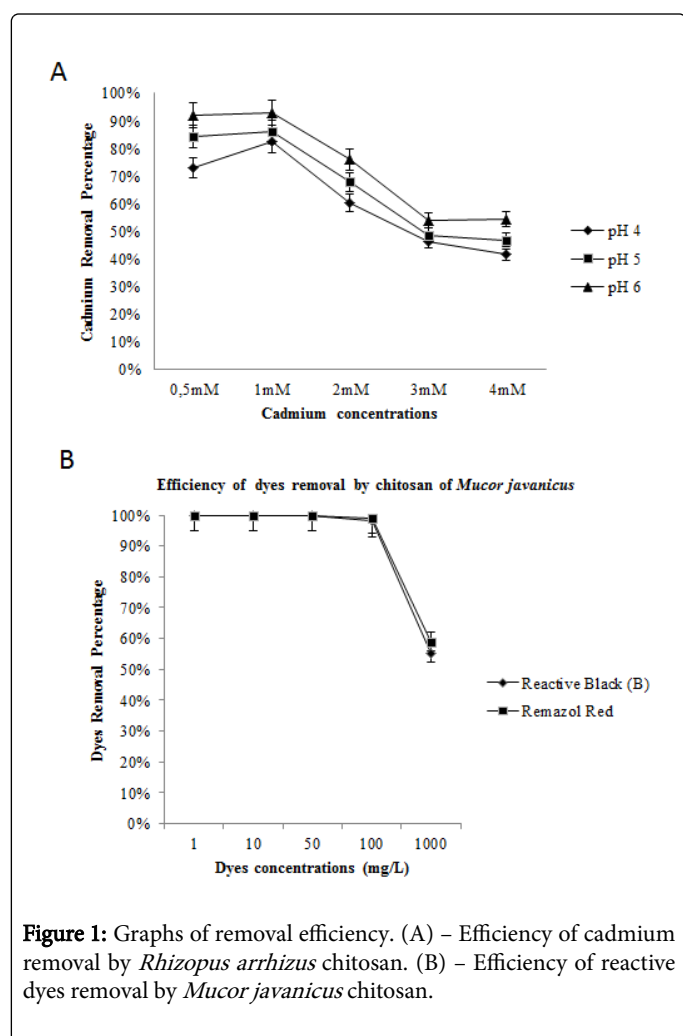 A
100%
90%
80%
70%
60%
50%
40%
30%
20%
10%
0%
Cadmium Removal Percentage
0,5mM 1mM 2mM 3mM 4mM
Cadmium concentrations
pH 4
pH 5
pH 6
B
Efficiency of dyes removal by chitosan of Mucor javanicus
100%
90%
80%
70%
60%
50%
40%
30%
20%
10%
0%
Dyes Removal Percentage
1 10 50 100 1000
Dyes concentrations (mg/L)
Reactive Black (B)
Remazol Red
Figure 1: Graphs of removal efficiency. (A) – Efficiency of cadmium
removal by Rhizopus arrhizus chitosan. (B) – Efficiency of reactive
dyes removal by Mucor javanicus chitosan.